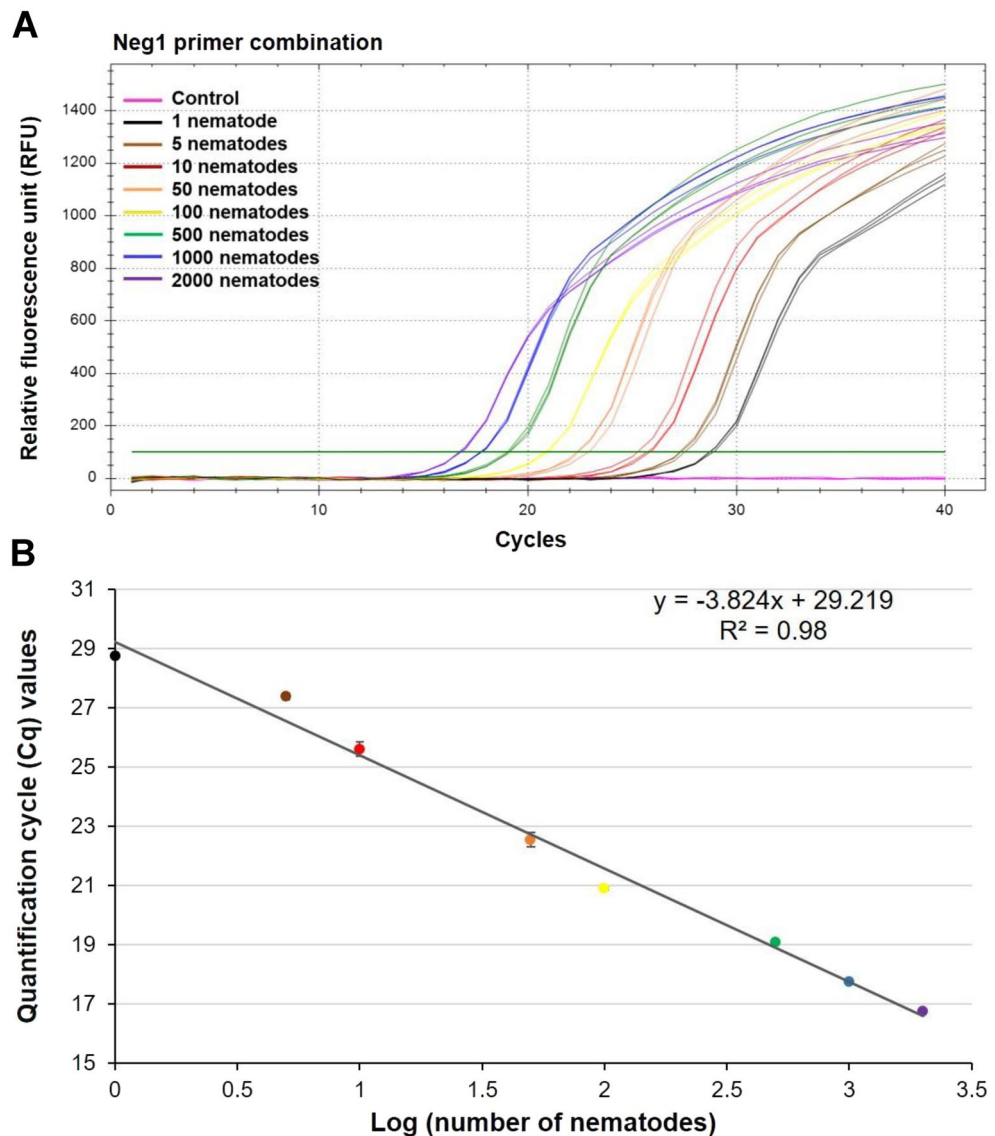 A
Neg1 primer combination
Relative fluorescence unit (RFU)
1400
1200
1000
800
600
400
200
0
Control
1 nematode
5 nematodes
10 nematodes
50 nematodes
100 nematodes
500 nematodes
1000 nematodes
2000 nematodes
0 10 20 30 40
Cycles
B
Quantification cycle (Cq) values
31
29
27
25
23
21
19
17
15
y = -3.824x + 29.219
R² = 0.98
0 0.5 1 1.5 2 2.5 3 3.5
Log (number of nematodes)